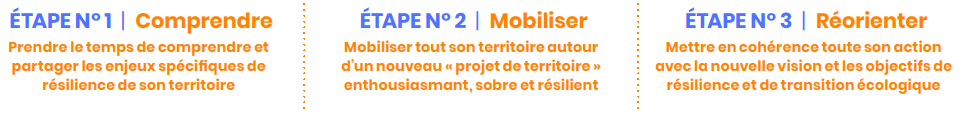 ÉTAPE N° 1 | Comprendre
Prendre le temps de comprendre et
partager les enjeux spécifiques de
résilience de son territoire
ÉTAPE N° 2 | Mobiliser
Mobiliser tout son territoire autour
d'un nouveau « projet de territoire »
enthousiasmant, sobre et résilient
ÉTAPE N° 3 | Réorienter
Mettre en cohérence toute son action
avec la nouvelle vision et les objectifs de
résilience et de transition écologique